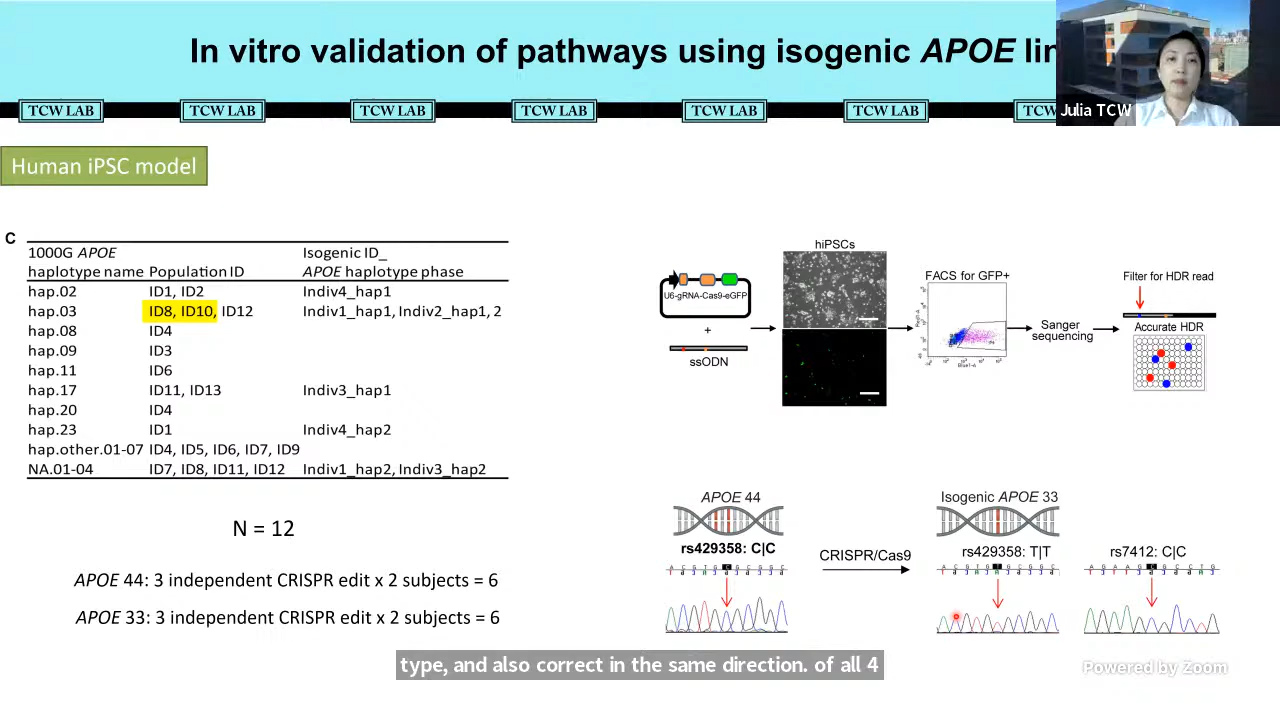 In vitro validation of pathways using isogenic APOE lin
TCW LAB TCW LAB TCW LAB TCW LAB TCW LAB TCW LAB TCW
Julia TCW
Human iPSC model
C
1000G APOE Isogenic ID_
haplotype name Population ID APOE haplotype phase
hap.02 ID1, ID2 Indiv4_hap1
hap.03 ID8, ID10, ID12 Indiv1_hap1, Indiv2_hap1, 2
hap.08 ID4
hap.09 ID3
hap.11 ID6
hap.17 ID11, ID13 Indiv3_hap1
hap.20 ID4
hap.23 ID1 Indiv4_hap2
hap.other.01-07 ID4, ID5, ID6, ID7, ID9
NA.01-04 ID7, ID8, ID11, ID12 Indiv1_hap2, Indiv3_hap2
N = 12
APOE 44: 3 independent CRISPR edit x 2 subjects = 6
APOE 33: 3 independent CRISPR edit x 2 subjects = 6
U6-gRNA-Cas9-eGFP
+
ssODN
hiPSCs
FACS for GFP+
Blue1-A
Sanger
sequencing
Filter for HDR read
Accurate HDR
APOE 44
rs429358: C|C
A C G T G C G C G G C
CRISPR/Cas9
Isogenic APOE 33
rs429358: T|T
A C G T G T G C G G C
rs7412: C|C
type, and also correct in the same direction. of all 4
Powered by Zoom